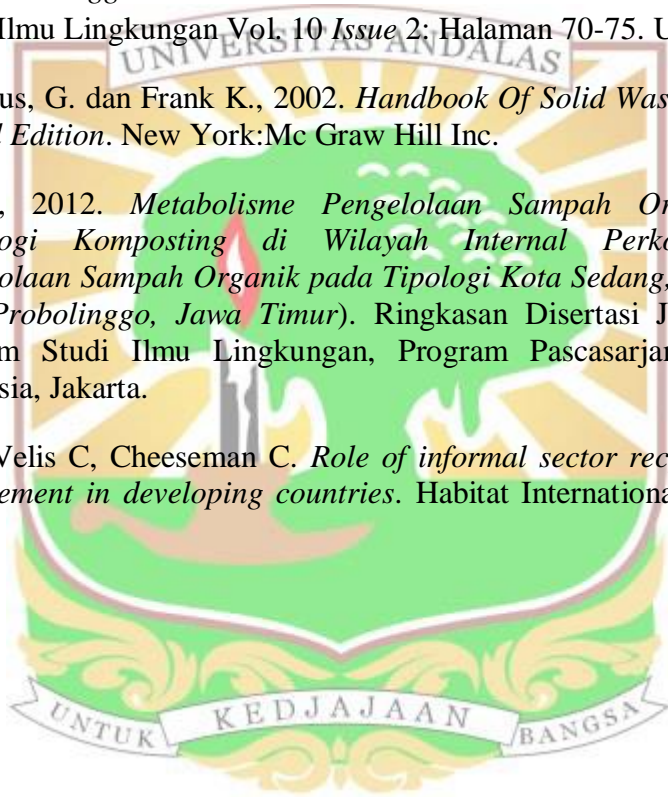 Ilmu Lingkungan Vol. 10 Issue 2: Halaman 70-75. U
UNIVERSITAS ANDALAS
us, G. dan Frank K., 2002. Handbook Of Solid Was
Edition. New York:Mc Graw Hill Inc.
, 2012. Metabolisme Pengelolaan Sampah Or
ogi Komposting di Wilayah Internal Perko
olaan Sampah Organik pada Tipologi Kota Sedang,
Probolinggo, Jawa Timur). Ringkasan Disertasi J
m Studi Ilmu Lingkungan, Program Pascasarjan
sia, Jakarta.
Velis C, Cheeseman C. Role of informal sector rec
ement in developing countries. Habitat Internationa
UNTUK KEDJAJAAN BANGSA